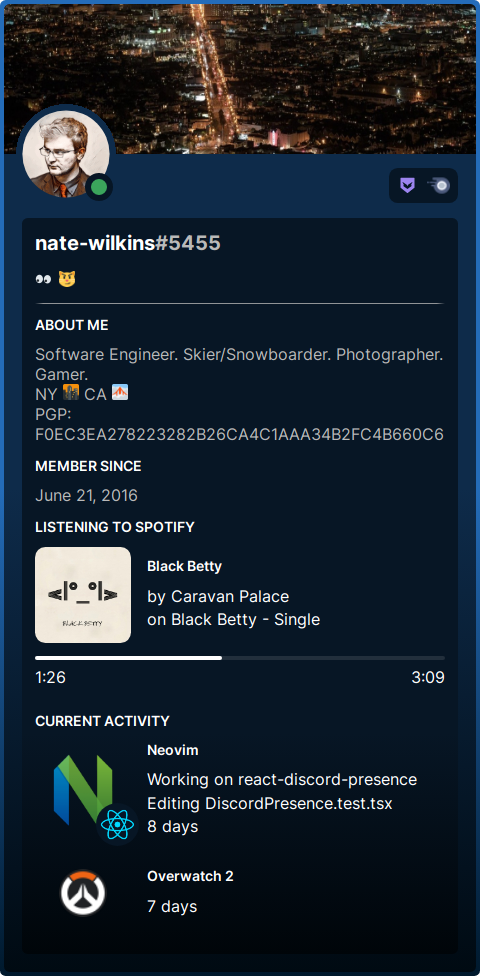 nate-wilkins#5455
👀 😼
ABOUT ME
Software Engineer. Skier/Snowboarder. Photographer.
Gamer.
NY 🌆 CA 🌁
PGP:
F0EC3EA278223282B26CA4C1AAA34B2FC4B660C6
MEMBER SINCE
June 21, 2016
LISTENING TO SPOTIFY
<|°_°|>
BLACK BETTY
Black Betty
by Caravan Palace
on Black Betty - Single
1:26 3:09
CURRENT ACTIVITY
Neovim
Working on react-discord-presence
Editing DiscordPresence.test.tsx
8 days
Overwatch 2
7 days